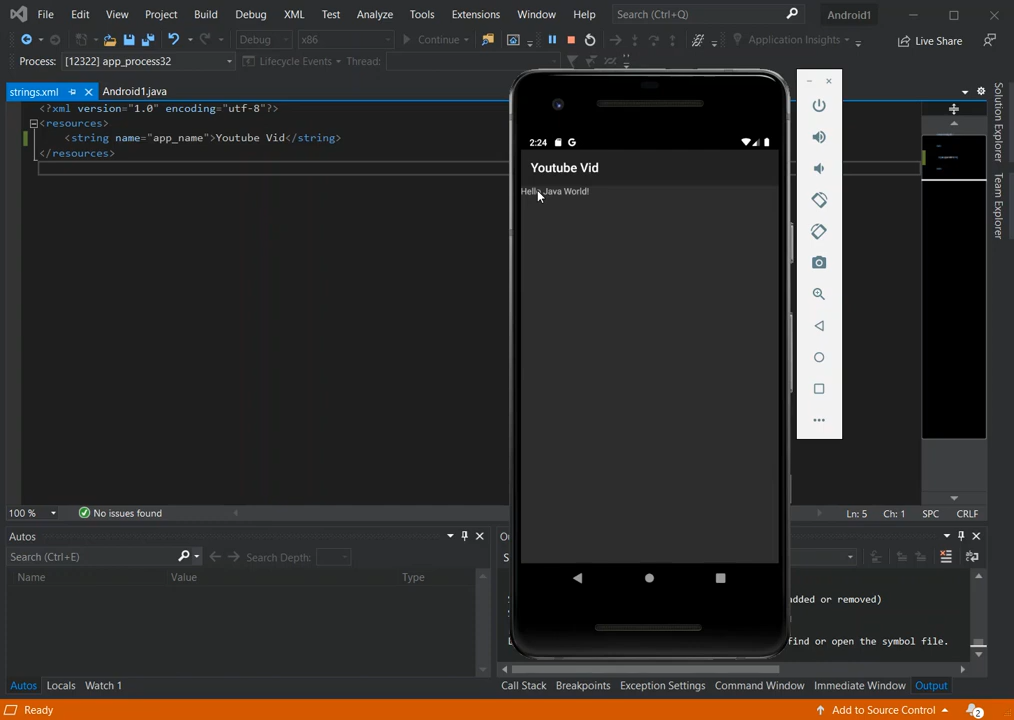 File Edit View Project Build Debug XML Test Analyze Tools Extensions Window Help Search (Ctrl+Q) Android1
Debug x86 Continue Application Insights Live Share
Process: [12322] app_process32 Lifecycle Events Thread:
strings.xml Android1.java
<?xml version="1.0" encoding="utf-8"?>
<resources>
<string name="app_name">Youtube Vid</string>
</resources>
2:24
Youtube Vid
Hello Java World!
Solution Explorer
Team Explorer
100 % No issues found Ln: 5 Ch: 1 SPC CRLF
Autos
Search (Ctrl+E) Search Depth:
Name Value Type
added or removed)
find or open the symbol file.
Autos Locals Watch 1 Call Stack Breakpoints Exception Settings Command Window Immediate Window Output
Ready Add to Source Control 2